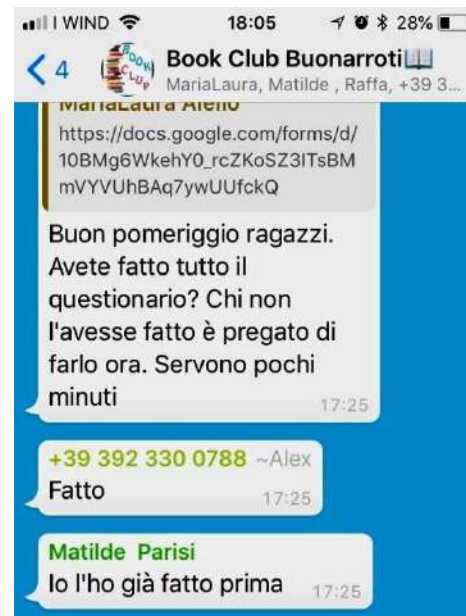 WIND 18:05 28%
4 Book Club Buonarroti
MariaLaura, Matilde , Raffa, +39 3...
MariaLaura Aiello
https://docs.google.com/forms/d/
10BMg6WkehY0_rcZKoSZ3ITsBM
mVYVUhBAq7ywUUfckQ
Buon pomeriggio ragazzi.
Avete fatto tutto il
questionario? Chi non
l'avesse fatto è pregato di
farlo ora. Servono pochi
minuti
17:25
+39 392 330 0788 ~Alex
Fatto
17:25
Matilde Parisi
Io l'ho già fatto prima 17:25